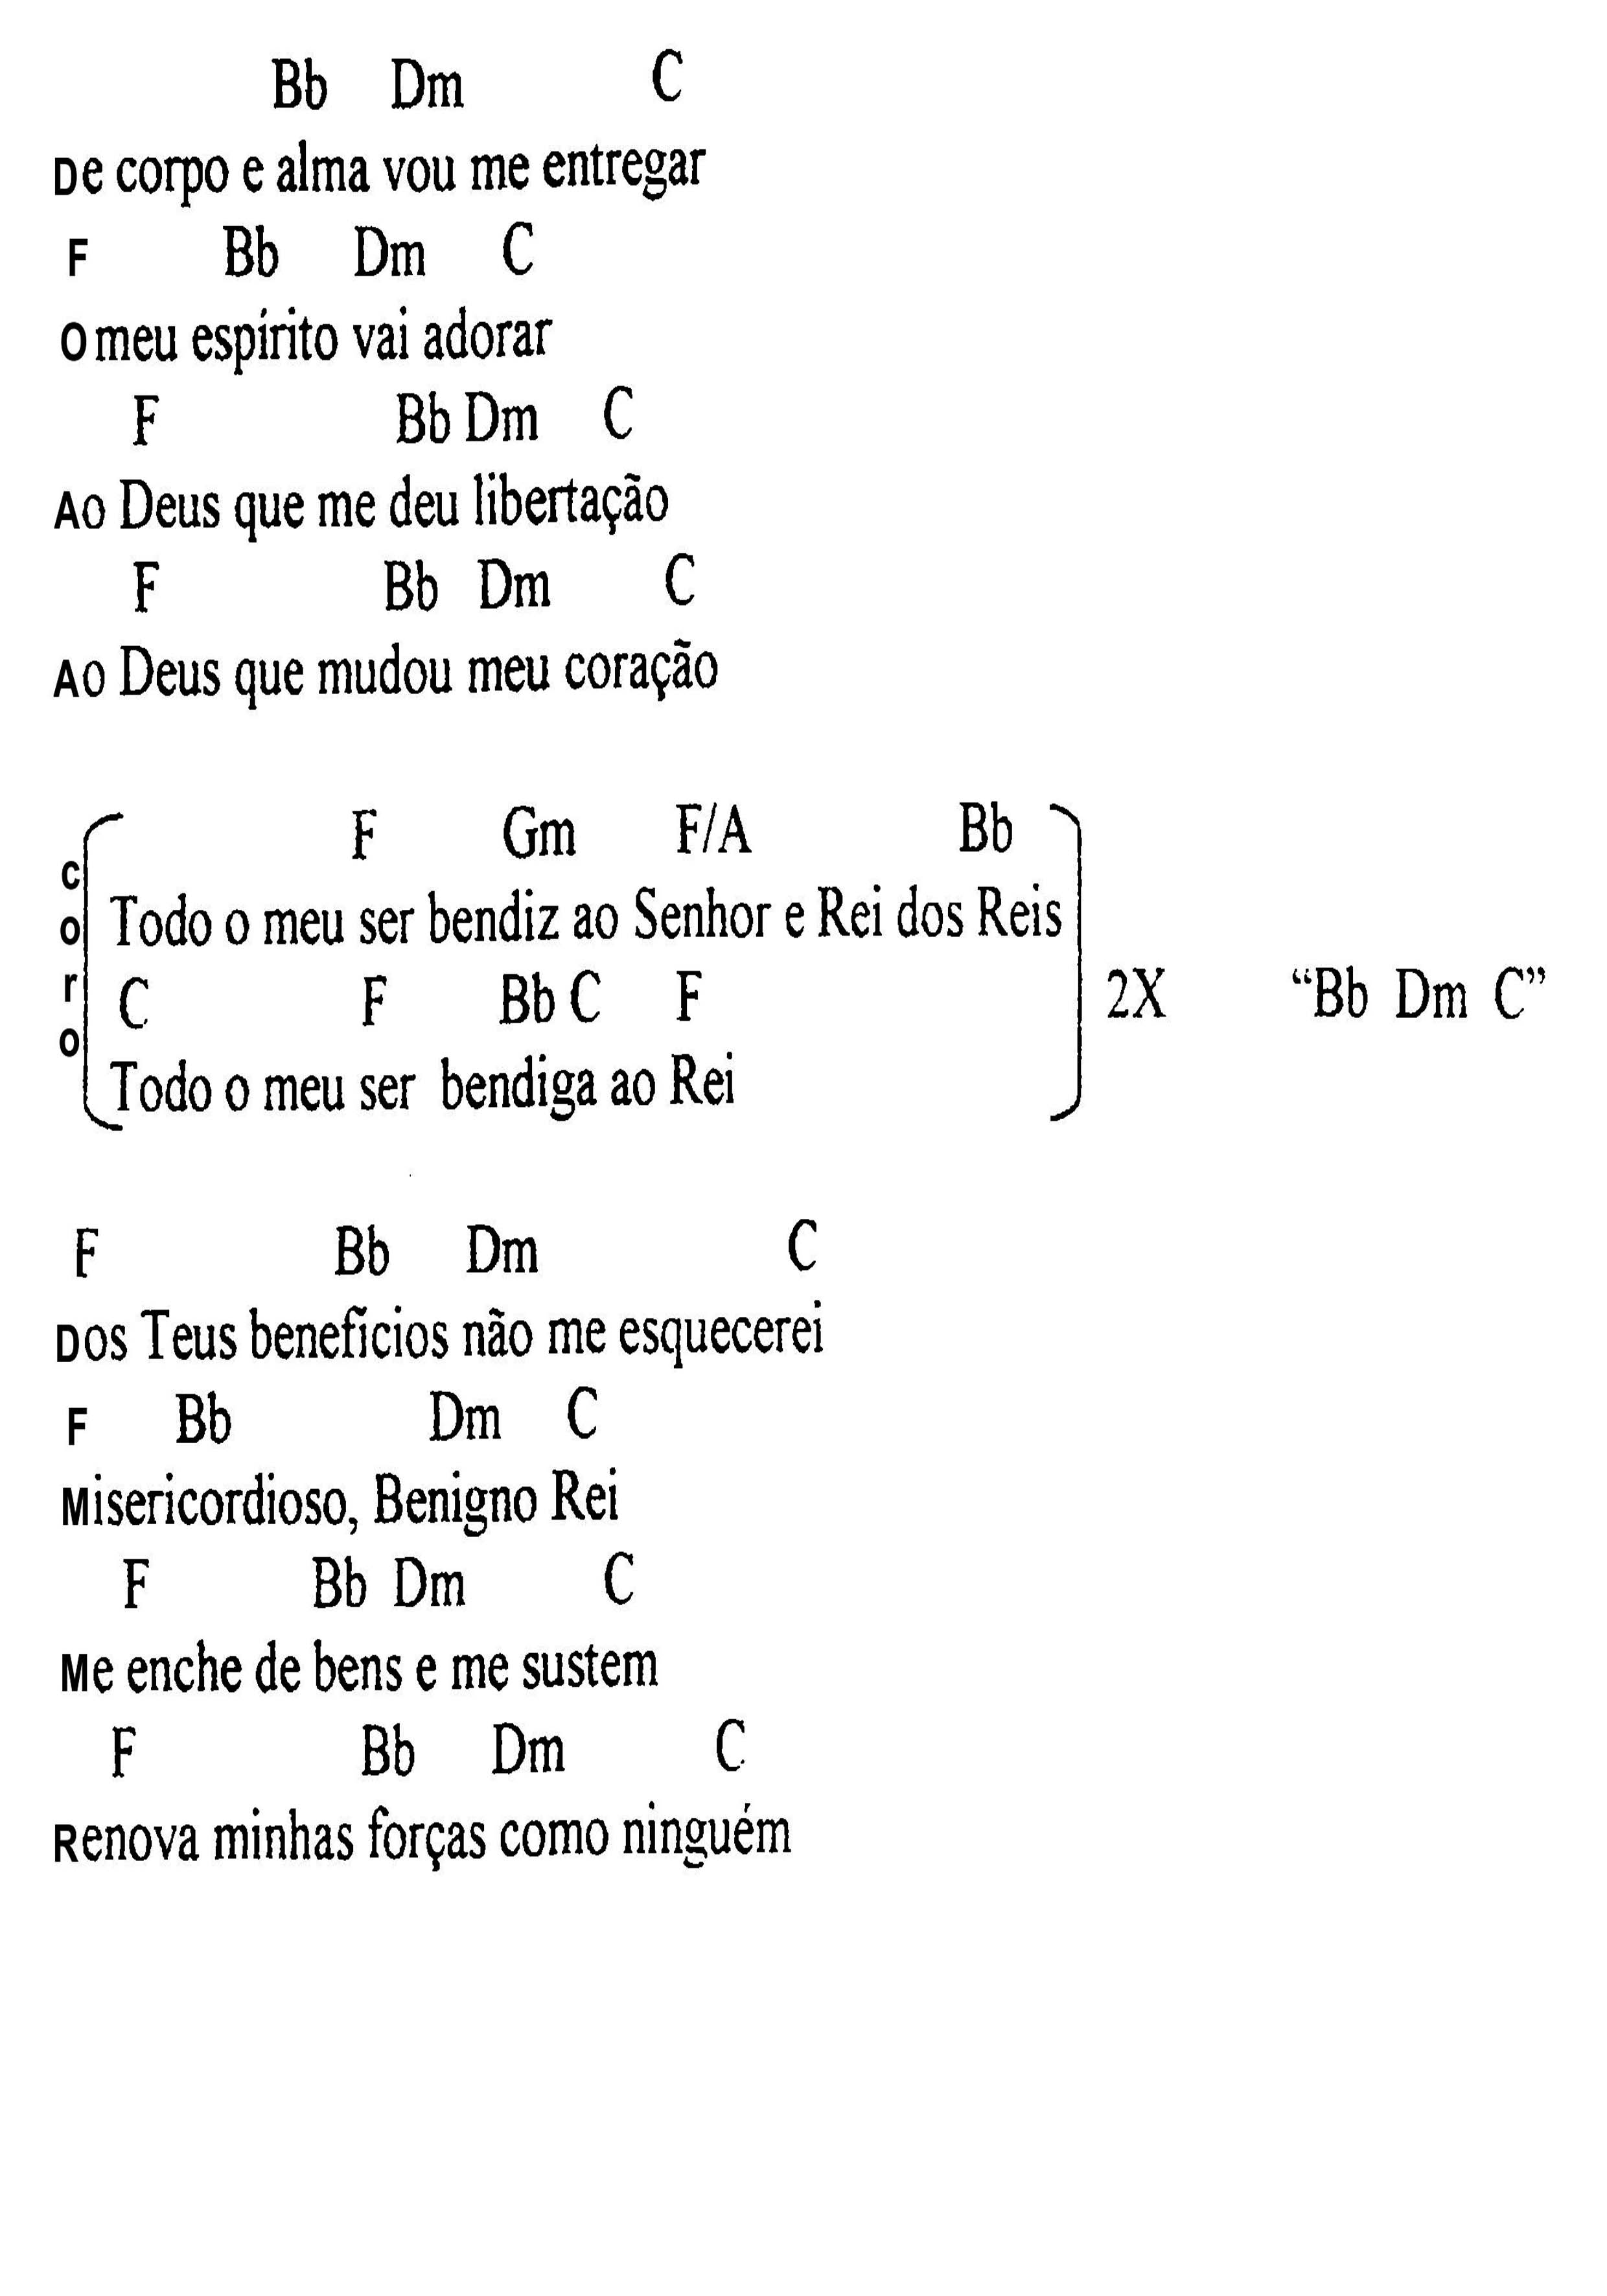 Bb Dm C
De corpo e alma vou me entregar
F Bb Dm C
O meu espírito vai adorar
F Bb Dm C
Ao Deus que me deu libertação
F Bb Dm C
Ao Deus que mudou meu coração
coro
F Gm F/A Bb
Todo o meu ser bendiz ao Senhor e Rei dos Reis
C F Bb C F
Todo o meu ser bendiga ao Rei
2X “Bb Dm C”
F Bb Dm C
Dos Teus benefícios não me esquecerei
F Bb Dm C
Misericordioso, Benigno Rei
F Bb Dm C
Me enche de bens e me sustem
F Bb Dm C
Renova minhas forças como ninguém